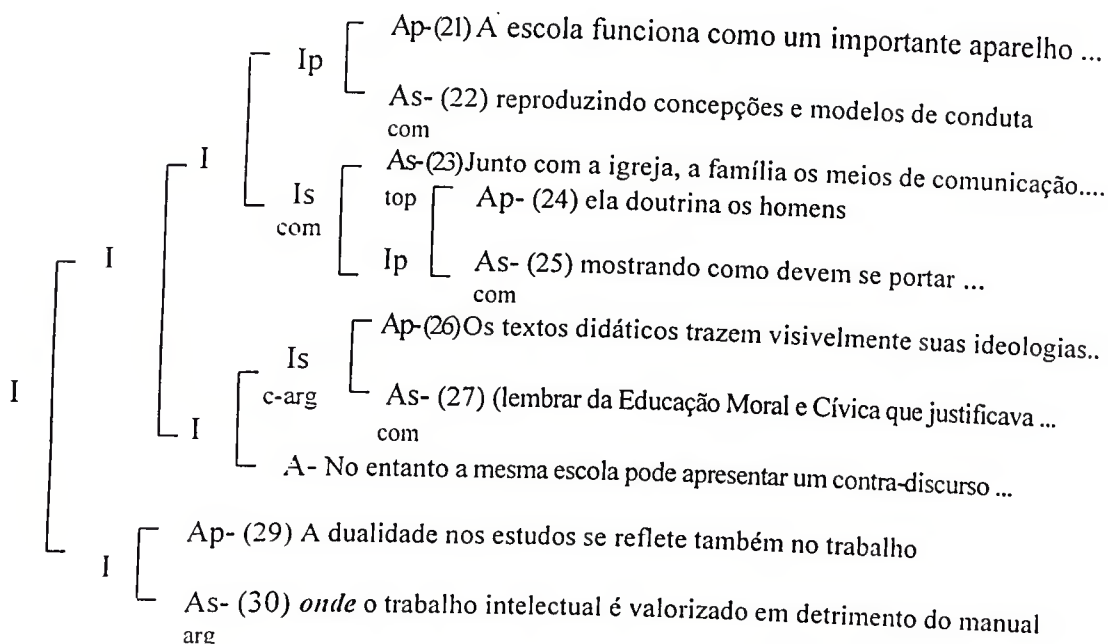 Ap-(21) A escola funciona como um importante aparelho ...
Ip
As- (22) reproduzindo concepções e modelos de conduta
com
I
As-(23)Junto com a igreja, a família os meios de comunicação....
Is
com
top
Ap- (24) ela doutrina os homens
Ip
As- (25) mostrando como devem se portar ...
com
I
Ap-(26)Os textos didáticos trazem visivelmente suas ideologias..
Is
c-arg
As- (27) (lembrar da Educação Moral e Cívica que justificava ...
com
I
I
A- No entanto a mesma escola pode apresentar um contra-discurso ...
Ap- (29) A dualidade nos estudos se reflete também no trabalho
I
As- (30) onde o trabalho intelectual é valorizado em detrimento do manual
arg